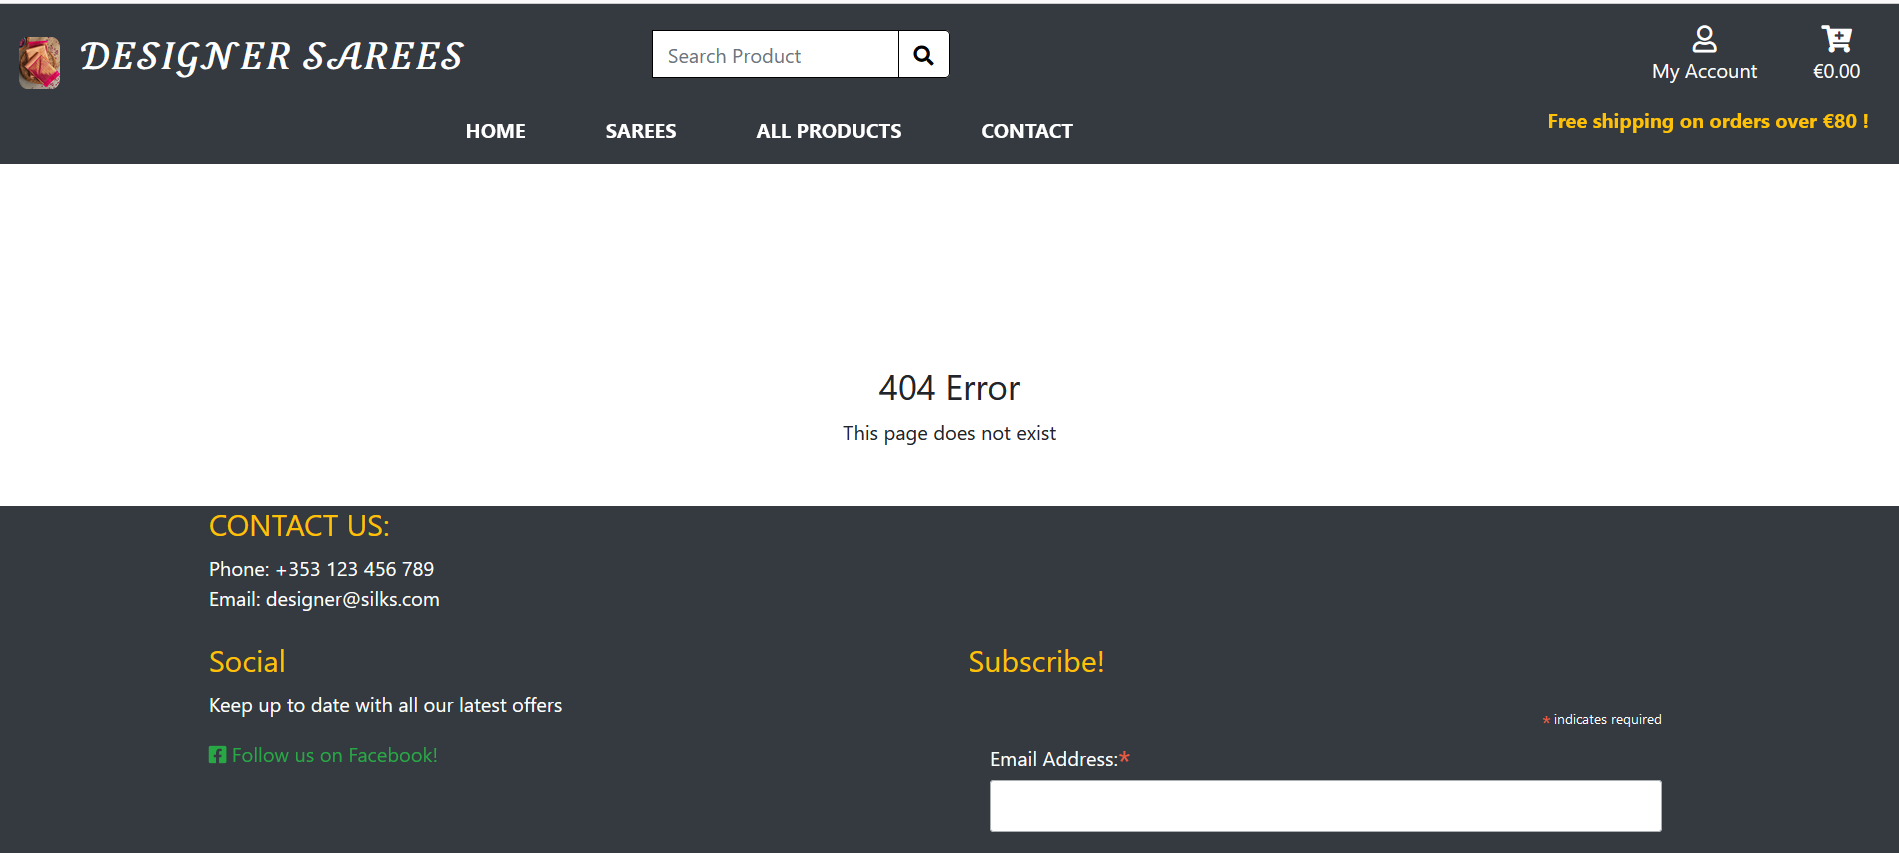 DESIGNER SAREES
Search Product
My Account
€0.00
HOME SAREES ALL PRODUCTS CONTACT
Free shipping on orders over €80 !
404 Error
This page does not exist
CONTACT US:
Phone: +353 123 456 789
Email: designer@silks.com
Social
Keep up to date with all our latest offers
Follow us on Facebook!
Subscribe!
* indicates required
Email Address:*